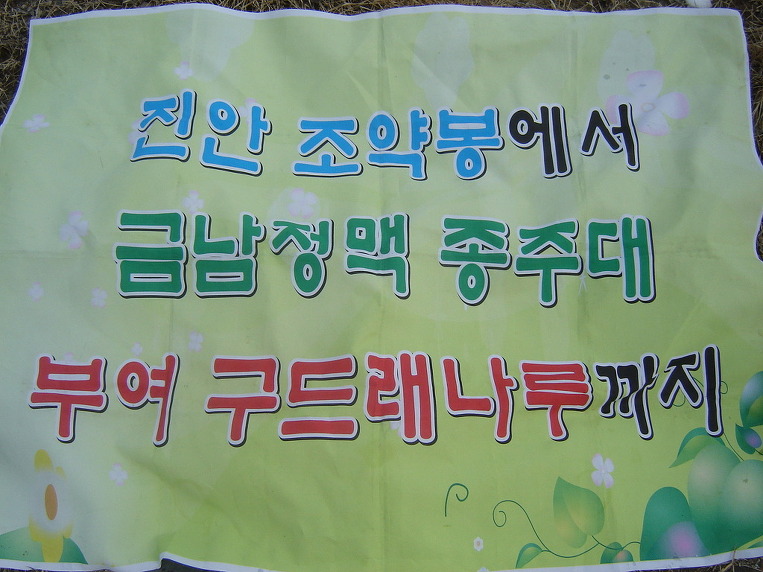 진안 조약봉에서
금남정맥 종주대
부여 구드래나루까지